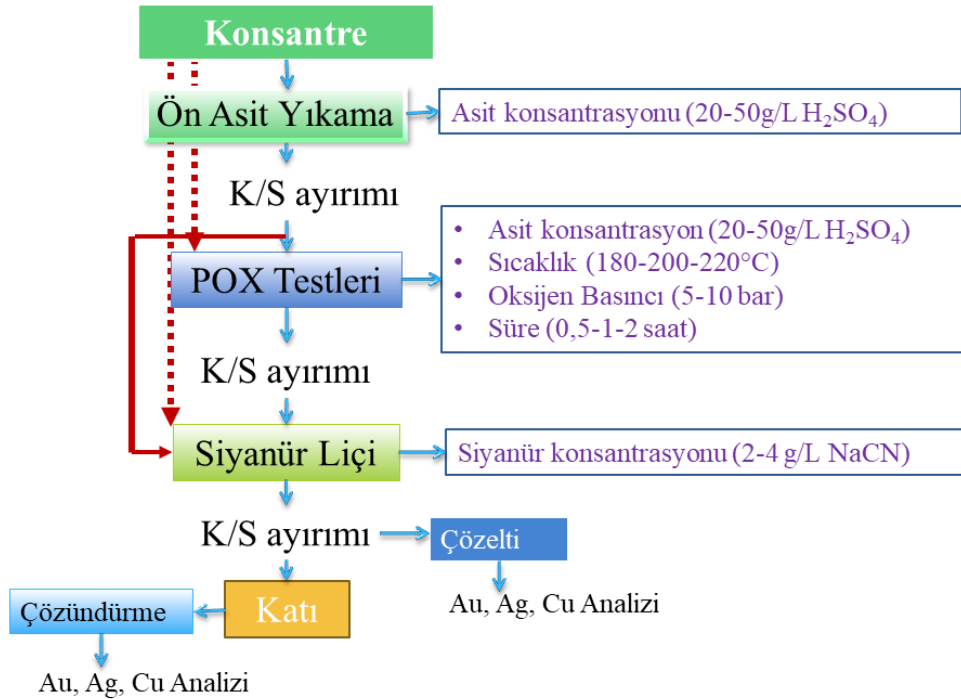 Konsantre
Ön Asit Yıkama
Asit konsantrasyonu (20-50g/L H₂SO₄)
K/S ayırımı
POX Testleri
• Asit konsantrasyon (20-50g/L H₂SO₄)
• Sıcaklık (180-200-220°C)
• Oksijen Basıncı (5-10 bar)
• Süre (0,5-1-2 saat)
K/S ayırımı
Siyanür Liçi
Siyanür konsantrasyonu (2-4 g/L NaCN)
K/S ayırımı
Çözelti
Au, Ag, Cu Analizi
Katı
Çözündürme
Au, Ag, Cu Analizi